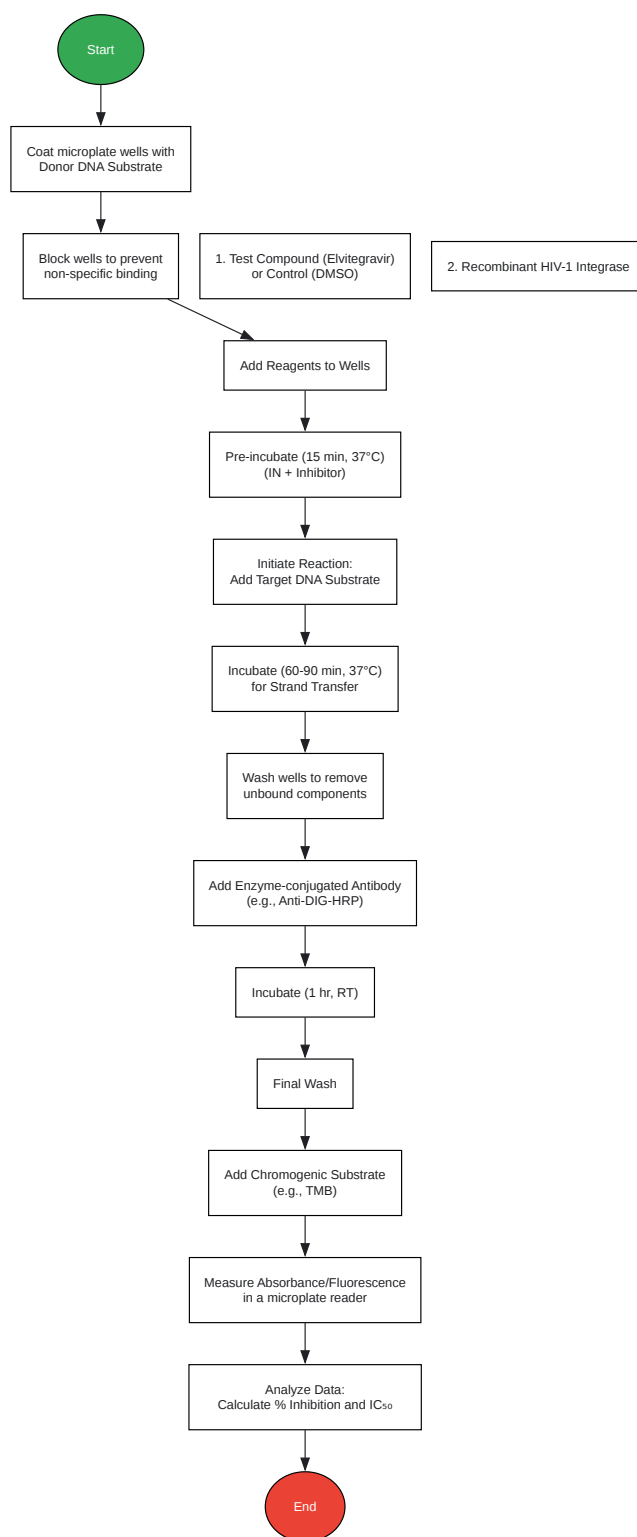 Start
Coat microplate wells with
Donor DNA Substrate
Block wells to prevent
non-specific binding
1. Test Compound (Elvitegravir)
or Control (DMSO)
2. Recombinant HIV-1 Integrase
Add Reagents to Wells
Pre-incubate (15 min, 37°C)
(IN + Inhibitor)
Initiate Reaction:
Add Target DNA Substrate
Incubate (60-90 min, 37°C)
for Strand Transfer
Wash wells to remove
unbound components
Add Enzyme-conjugated Antibody
(e.g., Anti-DIG-HRP)
Incubate (1 hr, RT)
Final Wash
Add Chromogenic Substrate
(e.g., TMB)
Measure Absorbance/Fluorescence
in a microplate reader
Analyze Data:
Calculate % Inhibition and IC₅₀
End